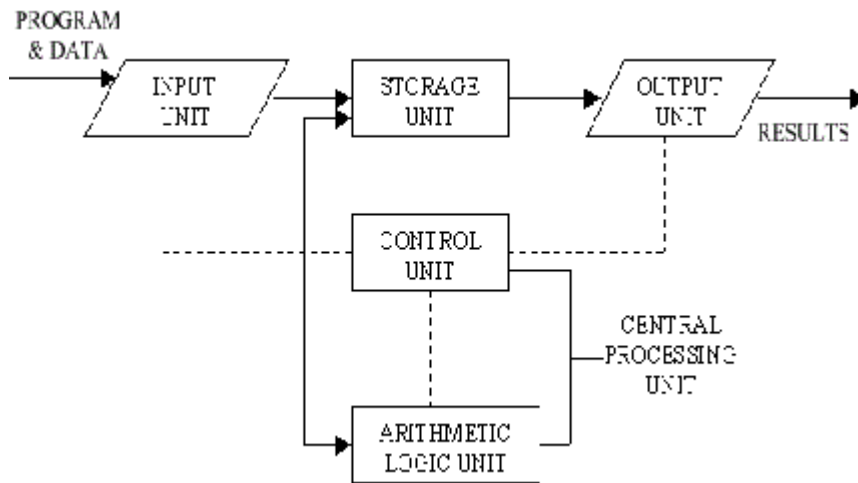 PROGRAM
& DATA
INPUT
UNIT
STORAGE
UNIT
OUTPUT
UNIT
RESULTS
CONTROL
UNIT
CENTRAL
PROCESSING
UNIT
ARITHMETIC
LOGIC UNIT